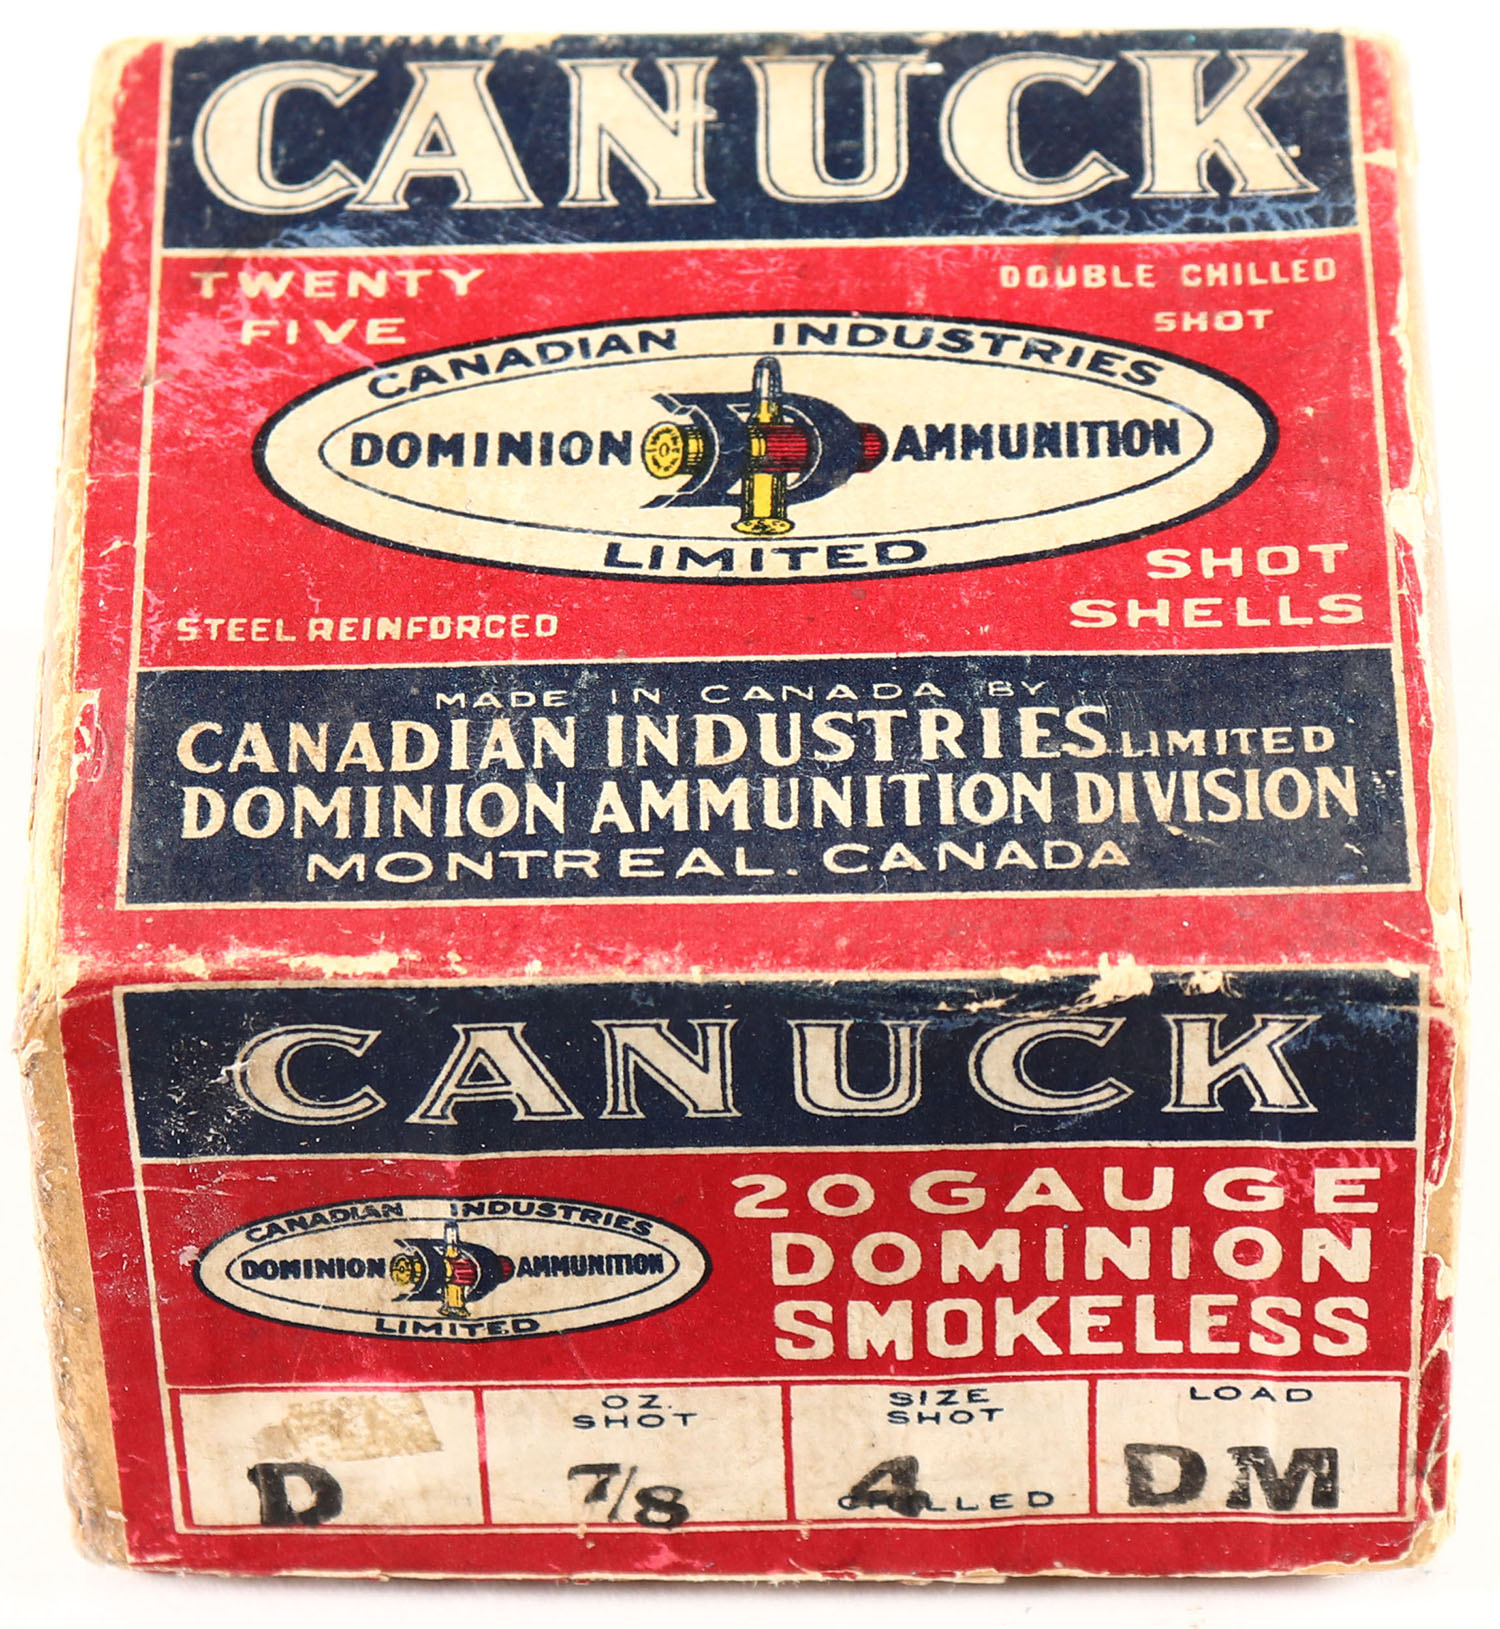 CANUCK
TWENTY
FIVE
DOUBLE CHILLED
SHOT
CANADIAN INDUSTRIES
DOMINION AMMUNITION
LIMITED
STEEL REINFORCED
SHOT
SHELLS
MADE IN CANADA BY
CANADIAN INDUSTRIES LIMITED
DOMINION AMMUNITION DIVISION
MONTREAL. CANADA
CANUCK
CANADIAN INDUSTRIES
DOMINION AMMUNITION
LIMITED
20 GAUGE
DOMINION
SMOKELESS
D
OZ.
SHOT
7/8
SIZE
SHOT
4
CHILLED
LOAD
DM